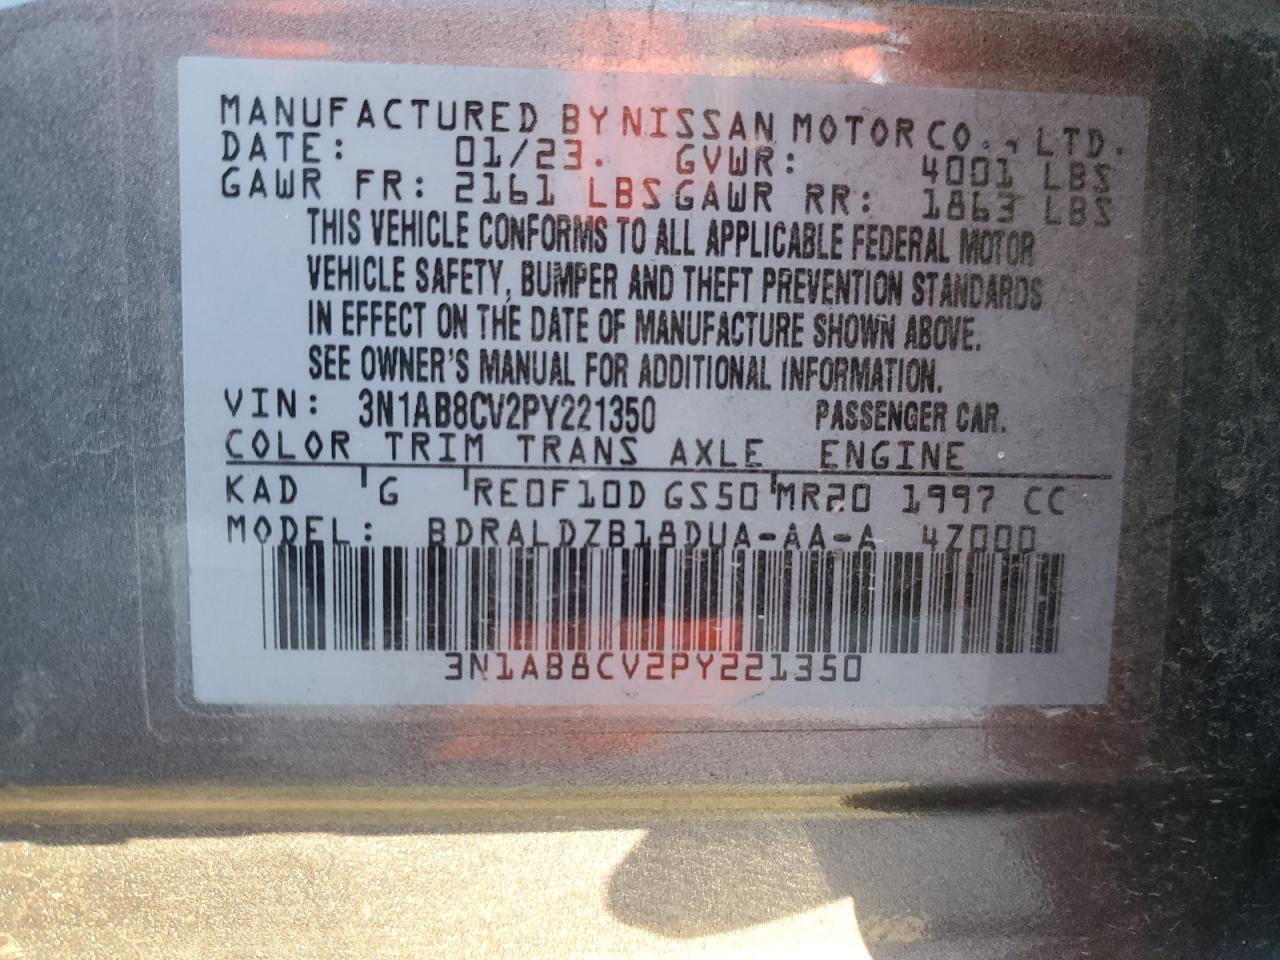 MANUFACTURED BY NISSAN MOTOR CO., LTD.
DATE: 01/23. GVWR: 4001 LBS
GAWR FR: 2161 LBS GAWR RR: 1863 LBS
THIS VEHICLE CONFORMS TO ALL APPLICABLE FEDERAL MOTOR
VEHICLE SAFETY, BUMPER AND THEFT PREVENTION STANDARDS
IN EFFECT ON THE DATE OF MANUFACTURE SHOWN ABOVE.
SEE OWNER'S MANUAL FOR ADDITIONAL INFORMATION.
VIN: 3N1AB8CV2PY221350 PASSENGER CAR.
COLOR TRIM TRANS AXLE ENGINE
KAD G RE0F10D GS50 MR20 1997 CC
MODEL: BDRALDZB18DUA-AA-A 4Z000
3N1AB8CV2PY221350